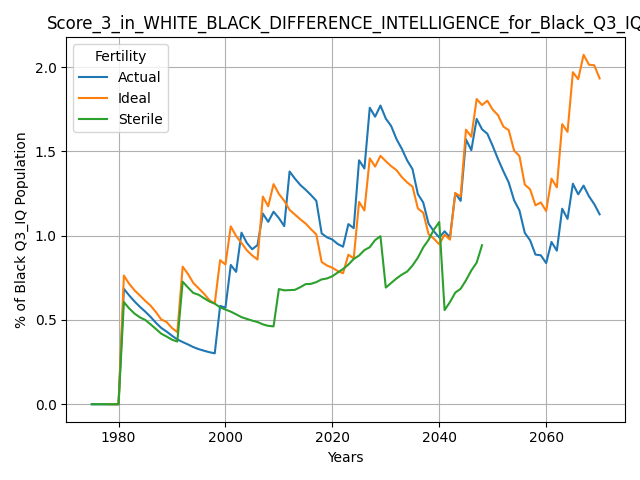 Score_3_in_WHITE_BLACK_DIFFERENCE_INTELLIGENCE_for_Black_Q3_IQ
Fertility
Actual
Ideal
Sterile
% of Black Q3_IQ Population
2.0
1.5
1.0
0.5
0.0
1980 2000 2020 2040 2060
Years